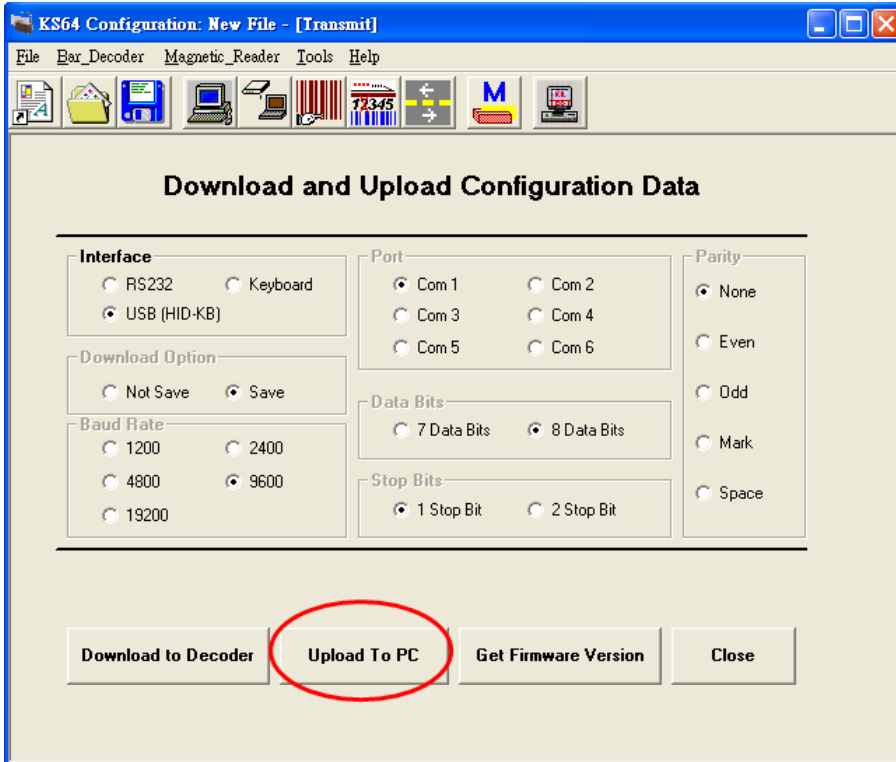 KS64 Configuration: New File - [Transmit]
File Bar_Decoder Magnetic_Reader Tools Help
A
12345
M
KK
Download and Upload Configuration Data
Interface
RS232 Keyboard
USB (HID-KB)
Download Option
Not Save Save
Baud Rate
1200 2400
4800 9600
19200
Port
Com 1 Com 2
Com 3 Com 4
Com 5 Com 6
Data Bits
7 Data Bits 8 Data Bits
Stop Bits
1 Stop Bit 2 Stop Bit
Parity
None
Even
Odd
Mark
Space
Download to Decoder Upload To PC Get Firmware Version Close